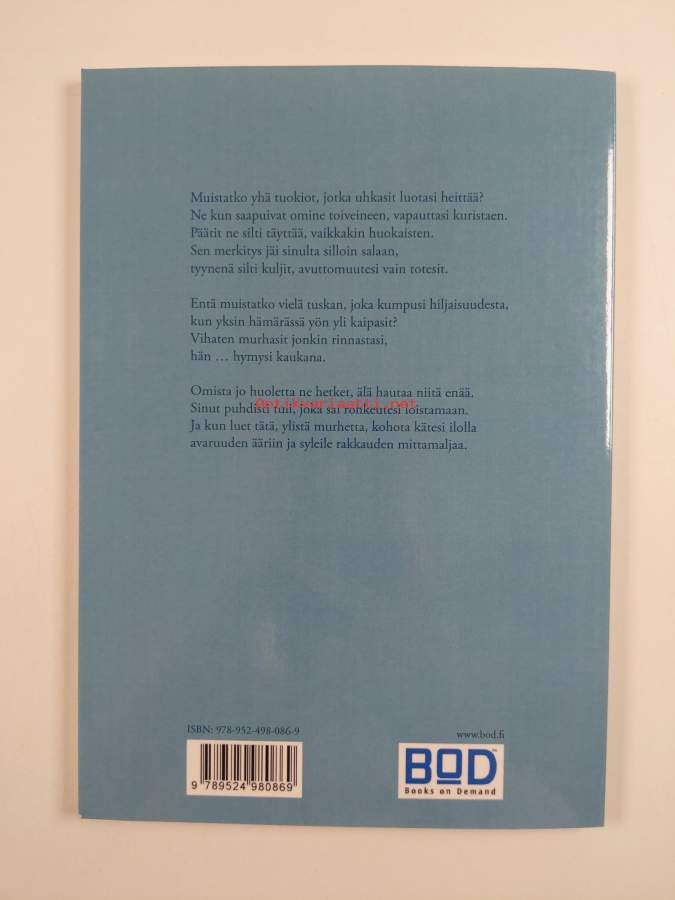 Muistatko yhä tuokiot, jotka uhkasit luotasi heittää?
Ne kun saapuivat omine toiveineen, vapauttasi kuristaen.
Päätit ne silti täyttää, vaikkakin huokaisten.
Sen merkitys jäi sinulta silloin salaan,
tyynenä silti kuljit, avuttomuutesi vain totesit.
Entä muistatko vielä tuskan, joka kumpusi hiljaisuudesta,
kun yksin hämärässä yön yli kaipasit?
Vihaten murhasit jonkin rinnastasi,
hän … hymysi kaukana.
Omista jo huoletta ne hetket, älä hautaa niitä enää.
Antikvariaatti.net
Sinut puhdisti tuli, joka sai rohkeutesi loistamaan.
Ja kun luet tätä, ylistä murhetta, kohota kätesi ilolla
avaruuden ääriin ja syleile rakkauden mittamaljaa.
ISBN: 978-952-498-086-9
www.bod.fi
9 789524 980869
BOD™
Books on Demand